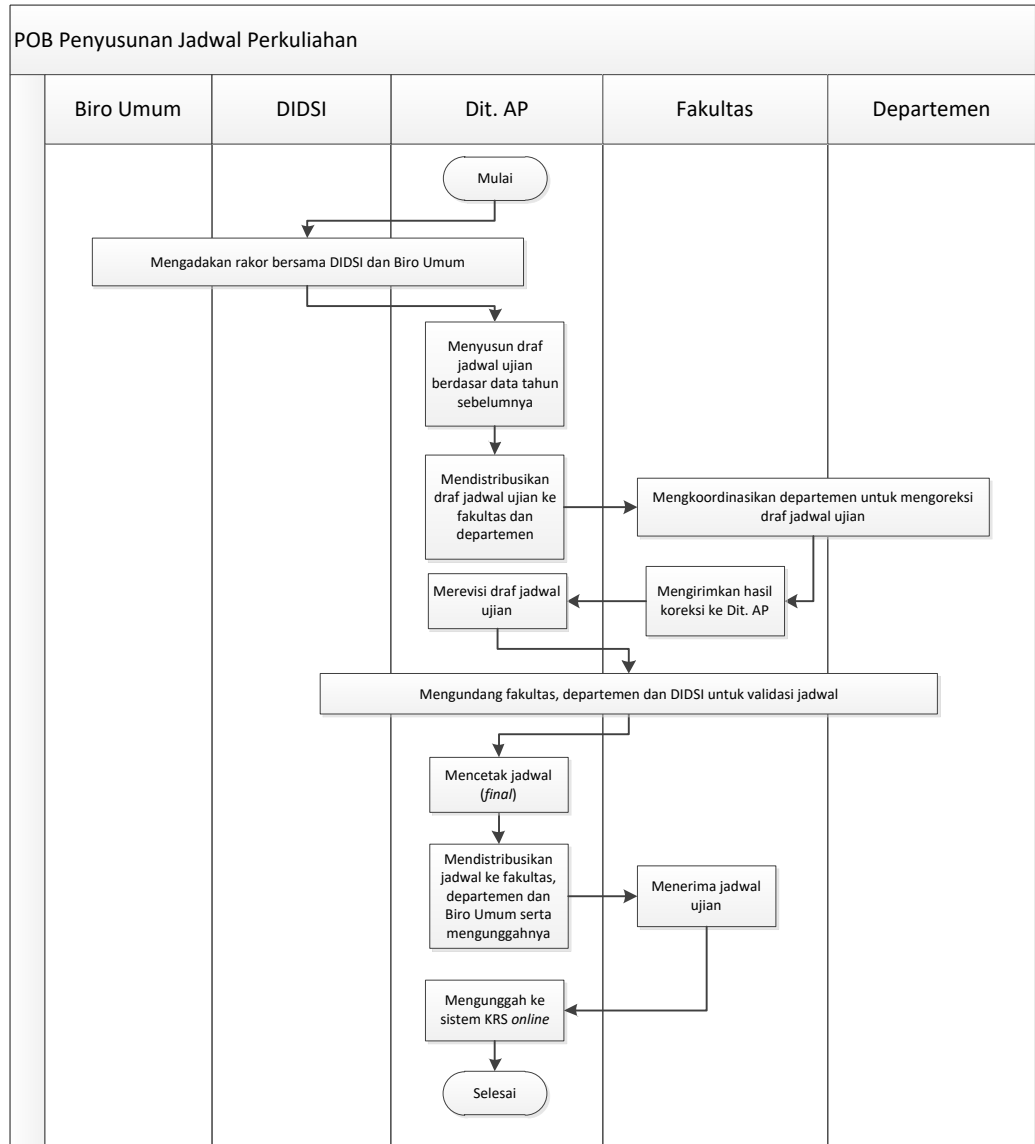 POB Penyusunan Jadwal Perkuliahan
Biro Umum
DIDSI
Dit. AP
Fakultas
Departemen
Mulai
Mengadakan rakor bersama DIDSI dan Biro Umum
Menyusun draf
jadwal ujian
berdasar data tahun
sebelumnya
Mendistribusikan
draf jadwal ujian ke
fakultas dan
departemen
Mengkoordinasikan departemen untuk mengoreksi
draf jadwal ujian
Mengirimkan hasil
koreksi ke Dit. AP
Merevisi draf jadwal
ujian
Mengundang fakultas, departemen dan DIDSI untuk validasi jadwal
Mencetak jadwal
(final)
Mendistribusikan
jadwal ke fakultas,
departemen dan
Biro Umum serta
mengunggahnya
Menerima jadwal
ujian
Mengunggah ke
sistem KRS online
Selesai